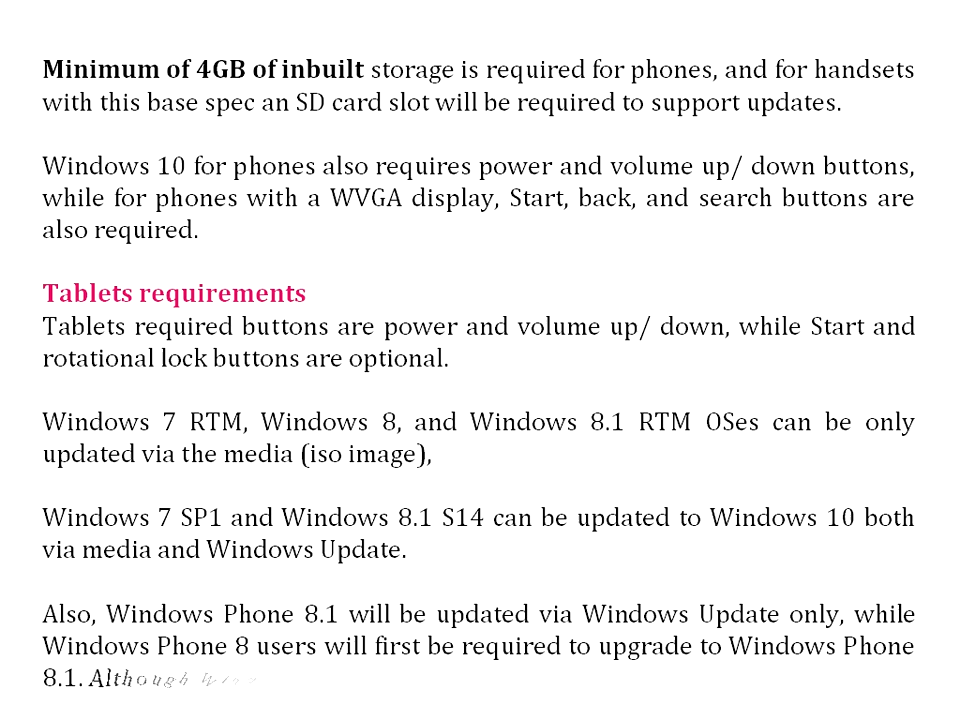 Minimum of 4GB of inbuilt storage is required for phones, and for handsets
with this base spec an SD card slot will be required to support updates.
Windows 10 for phones also requires power and volume up/ down buttons,
while for phones with a WVGA display, Start, back, and search buttons are
also required.
Tablets requirements
Tablets required buttons are power and volume up/ down, while Start and
rotational lock buttons are optional.
Windows 7 RTM, Windows 8, and Windows 8.1 RTM OSes can be only
updated via the media (iso image),
Windows 7 SP1 and Windows 8.1 S14 can be updated to Windows 10 both
via media and Windows Update.
Also, Windows Phone 8.1 will be updated via Windows Update only, while
Windows Phone 8 users will first be required to upgrade to Windows Phone
8.1. Although